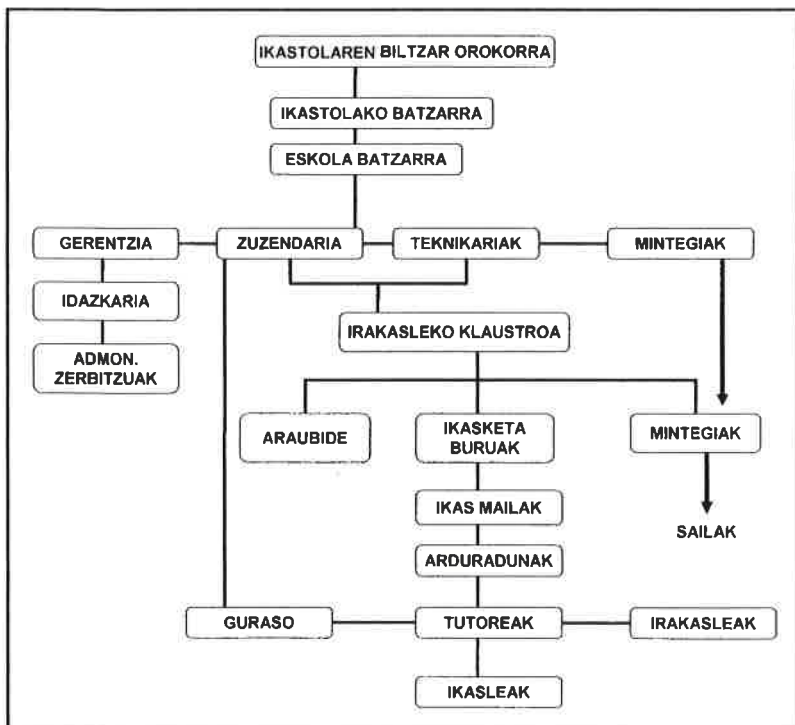 IKASTOLAREN BILTZAR OROKORRA
IKASTOLAKO BATZARRA
ESKOLA BATZARRA
GERENTZIA
ZUZENDARIA
TEKNIKARIAK
MINTEGIAK
IDAZKARIA
IRAKASLEKO KLAUSTROA
ADMON.
ZERBITZUAK
ARAUBIDE
IKASKETA
BURUAK
MINTEGIAK
IKAS MAILAK
SAILAK
ARDURADUNAK
GURASO
TUTOREAK
IRAKASLEAK
IKASLEAK